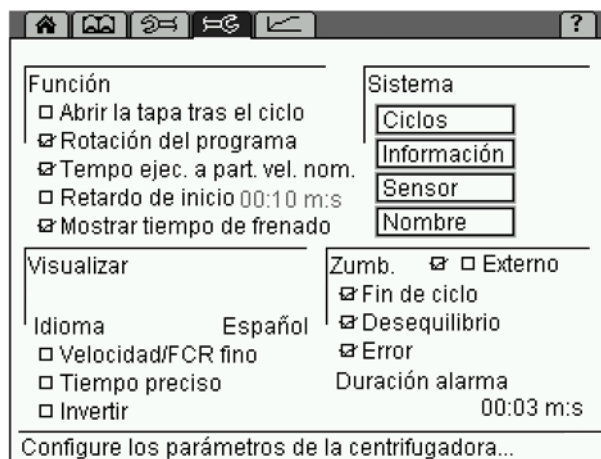 ?
Función
Abrir la tapa tras el ciclo
Rotación del programa
Tempo ejec. a part. vel. nom.
Retardo de inicio 00:10 m:s
Mostrar tiempo de frenado
Sistema
Ciclos
Información
Sensor
Nombre
Visualizar
Idioma Español
Velocidad/FCR fino
Tiempo preciso
Invertir
Zumb. Externo
Fin de ciclo
Desequilibrio
Error
Duración alarma
00:03 m:s
Configure los parámetros de la centrifugadora...